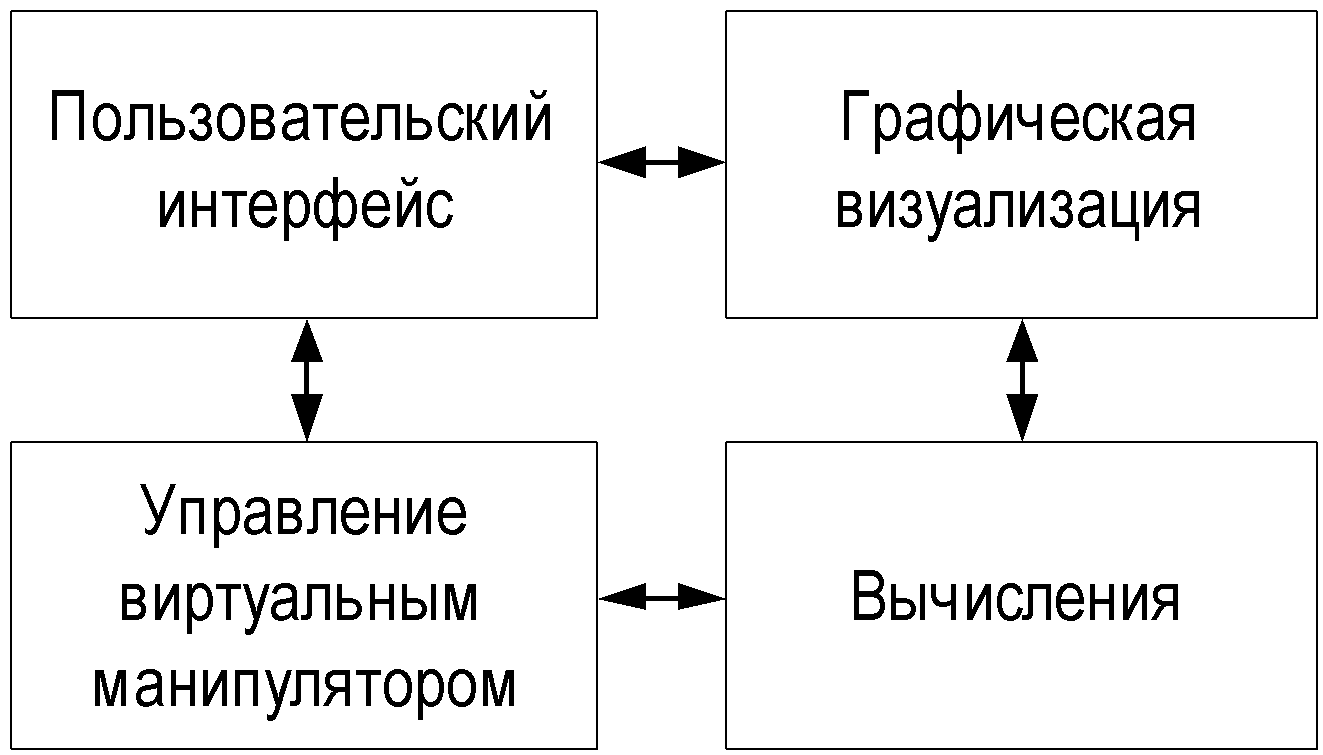 Пользовательский
интерфейс
Графическая
визуализация
Управление
виртуальным
манипулятором
Вычисления